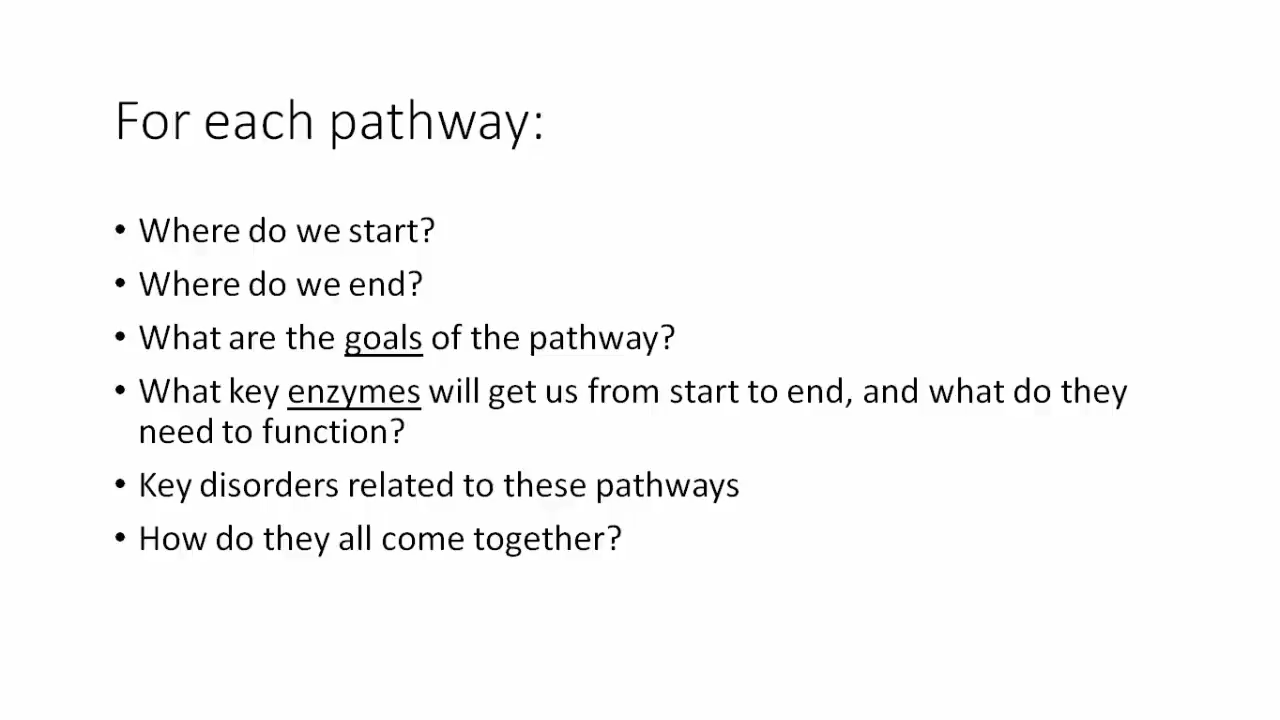 For each pathway:
• Where do we start?
• Where do we end?
• What are the goals of the pathway?
• What key enzymes will get us from start to end, and what do they
need to function?
• Key disorders related to these pathways
• How do they all come together?